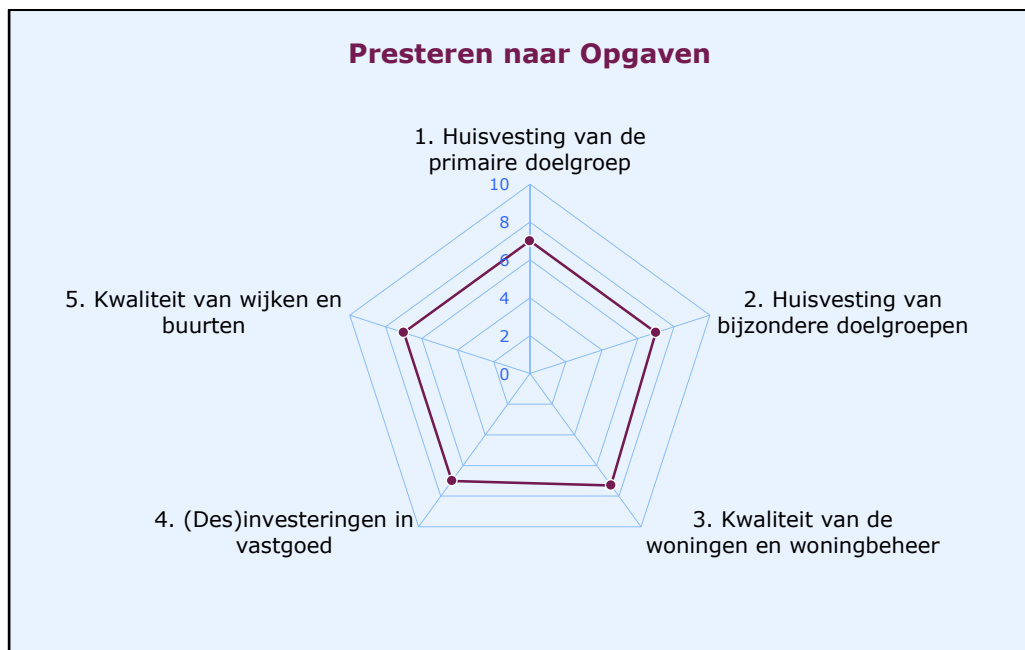 Presteren naar Opgaven
1. Huisvesting van de
primaire doelgroep
10
8
6
4
2
0
2. Huisvesting van
bijzondere doelgroepen
3. Kwaliteit van de
woningen en woningbeheer
4. (Des)investeringen in
vastgoed
5. Kwaliteit van wijken en
buurten